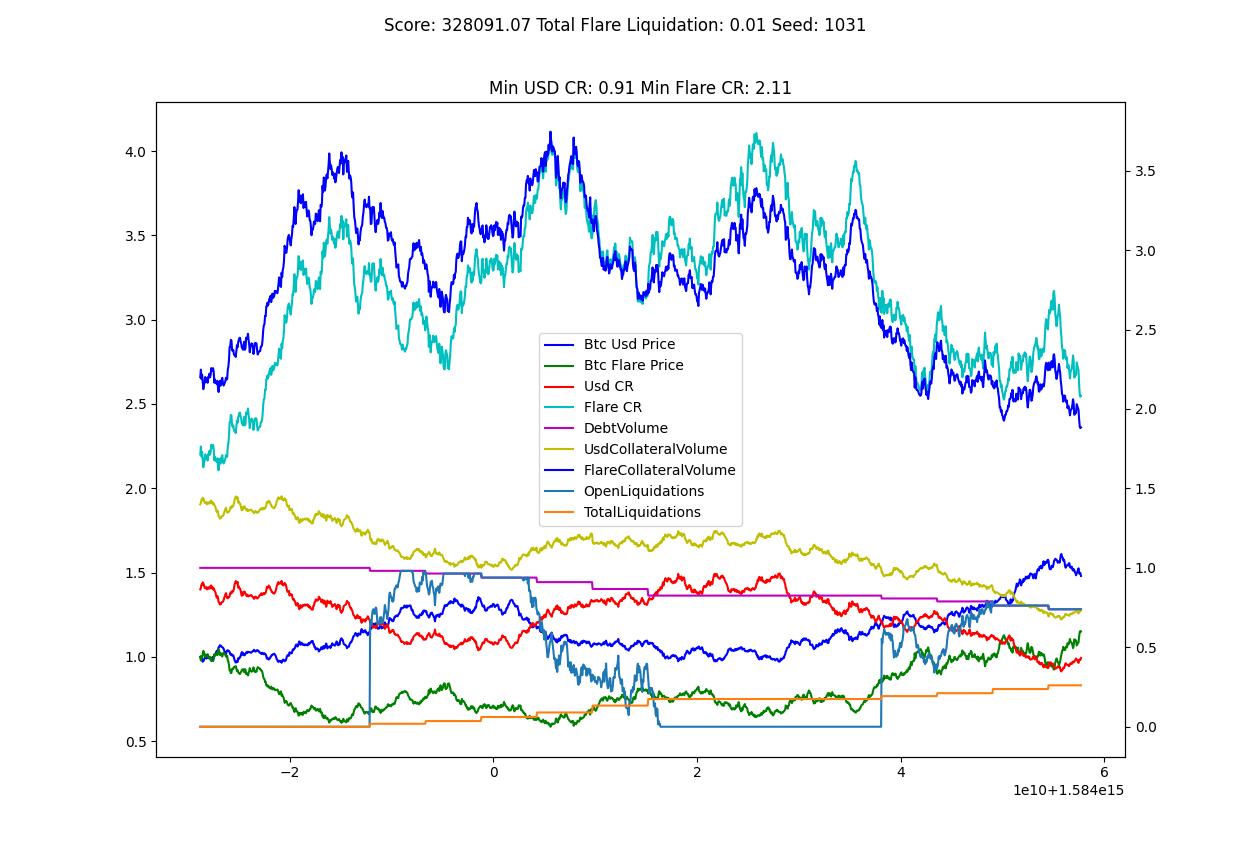 Score: 328091.07 Total Flare Liquidation: 0.01 Seed: 1031
Min USD CR: 0.91 Min Flare CR: 2.11
4.0
3.5
3.0
2.5
2.0
1.5
1.0
0.5
3.5
3.0
2.5
2.0
1.5
1.0
0.5
0.0
Btc Usd Price
Btc Flare Price
Usd CR
Flare CR
DebtVolume
UsdCollateralVolume
FlareCollateralVolume
OpenLiquidations
TotalLiquidations
−2 0 2 4 6
1e10+1.584e15